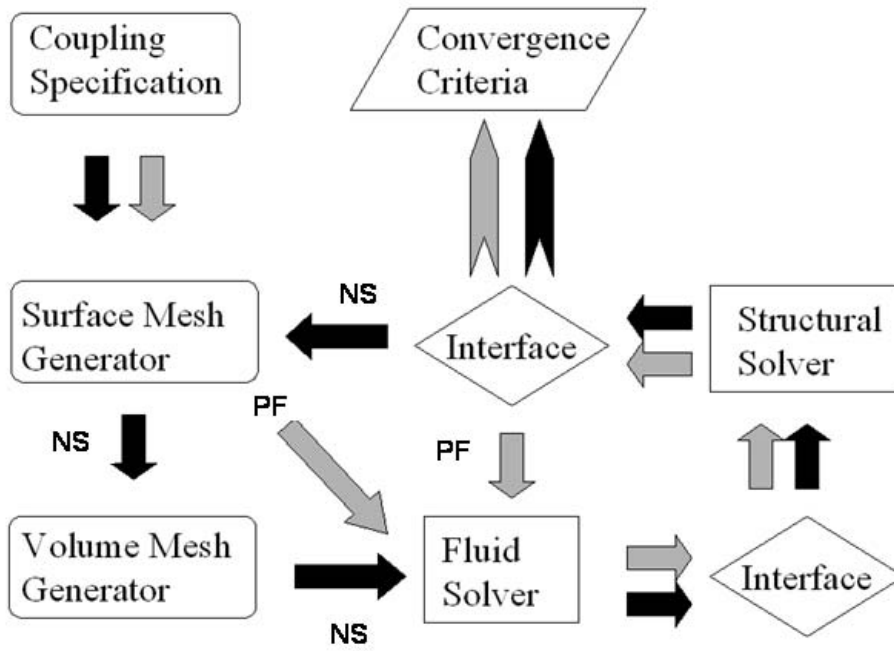 Coupling
Specification
Convergence
Criteria
NS
Surface Mesh
Generator
Interface
Structural
Solver
PF
NS
PF
Volume Mesh
Generator
Fluid
Solver
Interface
NS